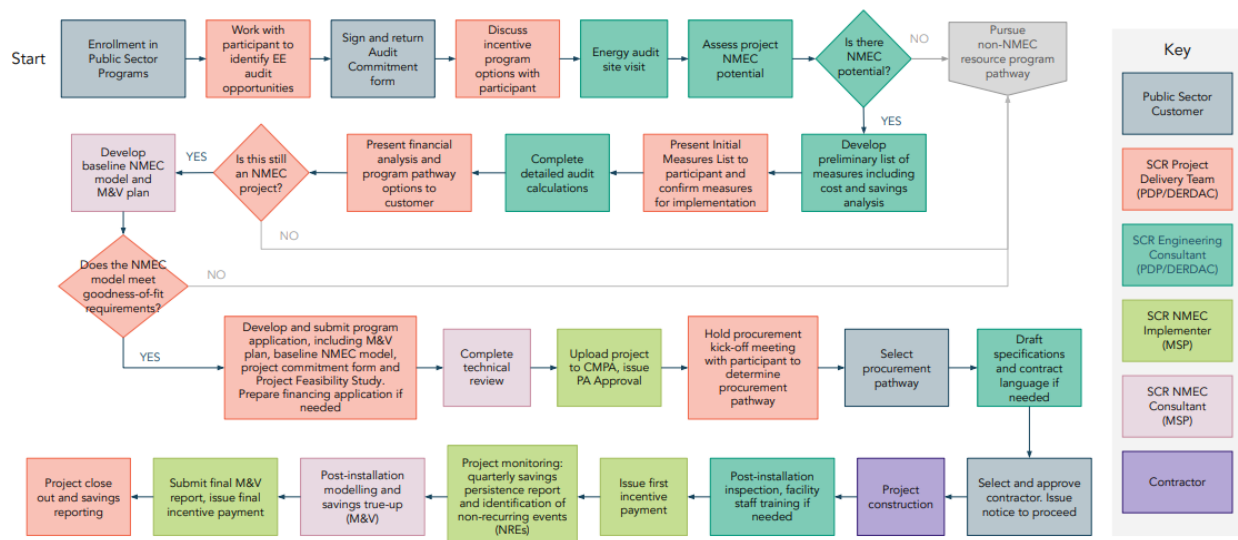 Start
Enrollment in
Public Sector
Programs
Work with
participant to
identify EE
audit
opportunities
Sign and return
Audit
Commitment
form
Discuss
incentive
program
options with
participant
Energy audit
site visit
Assess project
NMEC
potential
Is there
NMEC
potential?
NO
Pursue
non-NMEC
resource program
pathway
YES
Develop
preliminary list of
measures including
cost and savings
analysis
Present Initial
Measures List to
participant and
confirm measures
for implementation
Complete
detailed audit
calculations
Present financial
analysis and
program pathway
options to
customer
Is this still
an NMEC
project?
YES
NO
Develop
baseline NMEC
model and
M&V plan
Does the NMEC
model meet
goodness-of-fit
requirements?
NO
YES
Develop and submit program
application, including M&V
plan, baseline NMEC model,
project commitment form and
Project Feasibility Study.
Prepare financing application if
needed
Complete
technical
review
Upload project
to CMPA, issue
PA Approval
Hold procurement
kick-off meeting
with participant to
determine
procurement
pathway
Select
procurement
pathway
Draft
specifications
and contract
language if
needed
Select and approve
contractor. Issue
notice to proceed
Project
construction
Post-installation
inspection, facility
staff training if
needed
Issue first
incentive
payment
Project monitoring:
quarterly savings
persistence report
and identification of
non-recurring events
(NREs)
Post-installation
modelling and
savings true-up
(M&V)
Submit final M&V
report, issue final
incentive payment
Project close
out and savings
reporting
Key
Public Sector
Customer
SCR Project
Delivery Team
(PDP/DERDAC)
SCR Engineering
Consultant
(PDP/DERDAC)
SCR NMEC
Implementer
(MSP)
SCR NMEC
Consultant
(MSP)
Contractor